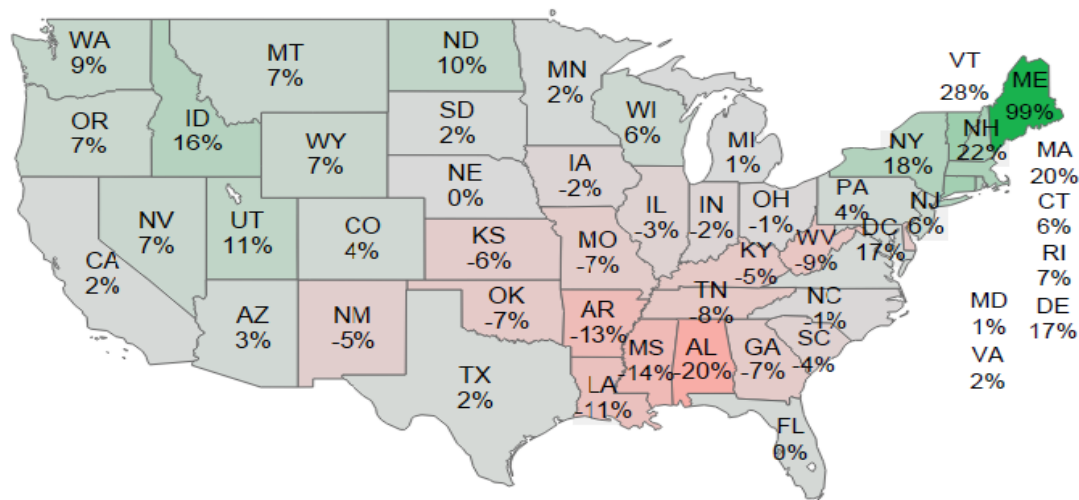 WA
9%
MT
7%
ND
10%
MN
2%
VT
28%
ME
99%
OR
7%
ID
16%
WY
7%
SD
2%
WI
6%
MI
1%
NY
18%
NH
22%
MA
20%
NE
0%
IA
-2%
IL
-3%
IN
-2%
OH
-1%
PA
4%
NJ
6%
CT
6%
NV
7%
UT
11%
CO
4%
KS
-6%
MO
-7%
KY
-5%
WV
-9%
DC
17%
RI
7%
CA
2%
AZ
3%
NM
-5%
OK
-7%
AR
-13%
TN
-8%
NC
-1%
MD
1%
DE
17%
TX
2%
LA
-11%
MS
-14%
AL
-20%
GA
-7%
SC
-4%
VA
2%
FL
0%